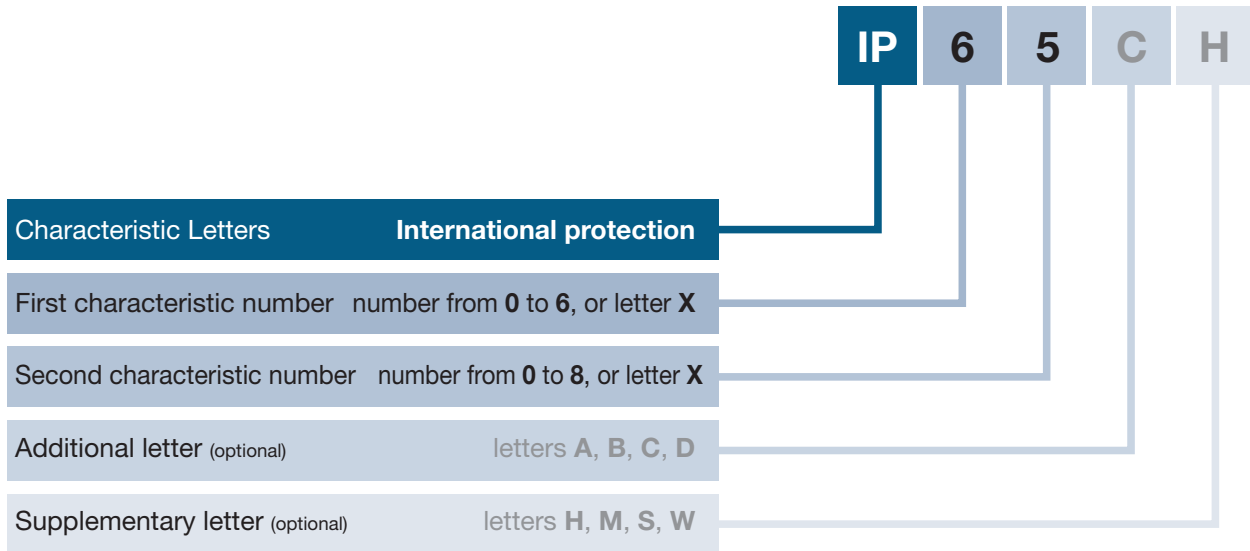 IP 6 5 C H
Characteristic Letters International protection
First characteristic number number from 0 to 6, or letter X
Second characteristic number number from 0 to 8, or letter X
Additional letter (optional) letters A, B, C, D
Supplementary letter (optional) letters H, M, S, W